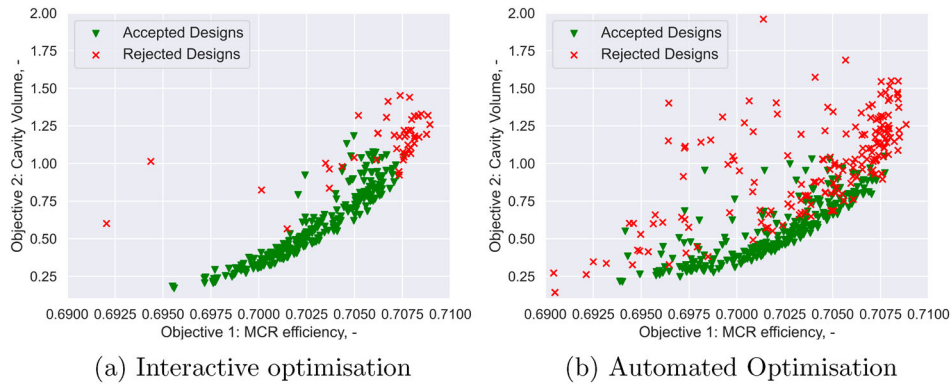 2.00
1.75
1.50
1.25
1.00
0.75
0.50
0.25
Objective 2: Cavity Volume, -
Accepted Designs
Rejected Designs
0.6900 0.6925 0.6950 0.6975 0.7000 0.7025 0.7050 0.7075 0.7100
Objective 1: MCR efficiency, -
(a) Interactive optimisation
2.00
1.75
1.50
1.25
1.00
0.75
0.50
0.25
Objective 2: Cavity Volume, -
Accepted Designs
Rejected Designs
0.6900 0.6925 0.6950 0.6975 0.7000 0.7025 0.7050 0.7075 0.7100
Objective 1: MCR efficiency, -
(b) Automated Optimisation